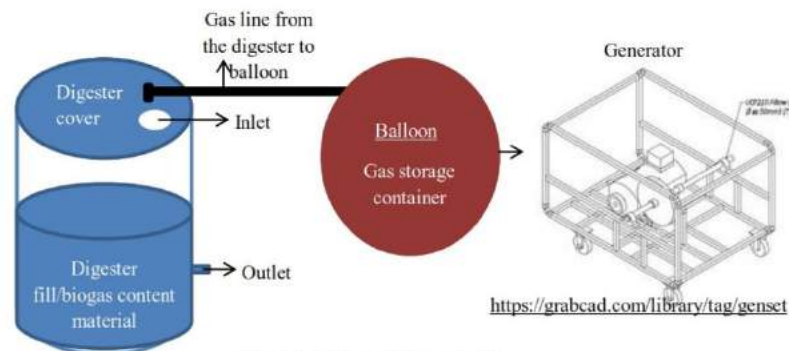 Gas line from
the digester to
balloon
Generator
Digester
cover
Inlet
Balloon
Gas storage
container
Digester
fill/biogas content
material
Outlet
https://grabcad.com/library/tag/genset